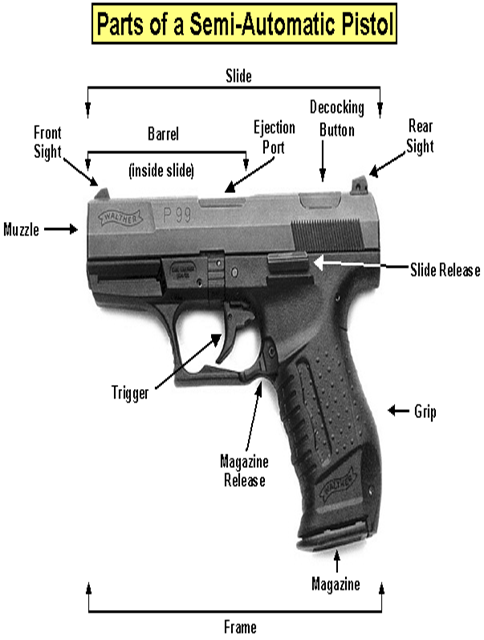 Parts of a Semi-Automatic Pistol
Slide
Decocking
Button
Ejection
Port
Rear
Sight
Front
Sight
Barrel
(inside slide)
WALTHER
P99
Muzzle
Slide Release
Trigger
Grip
Magazine
Release
WALTHER
Magazine
Frame